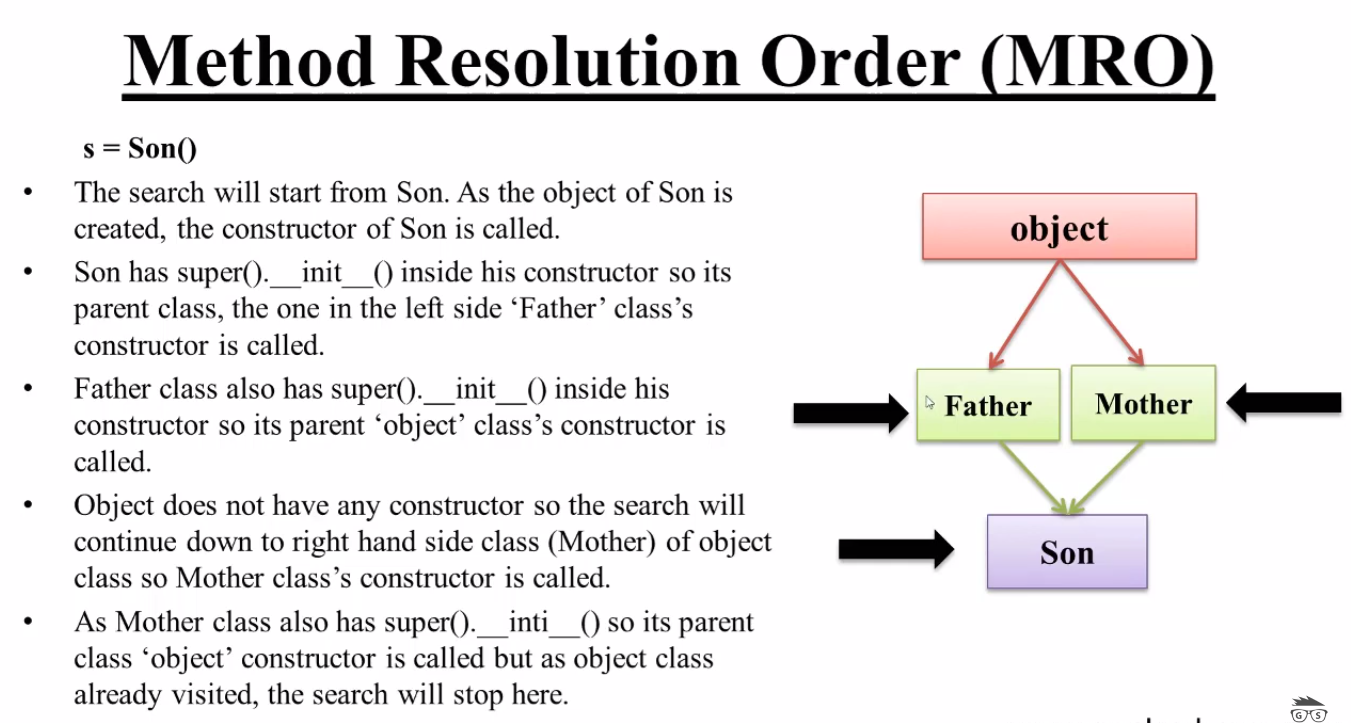 Method Resolution Order (MRO)
s = Son()
• The search will start from Son. As the object of Son is
created, the constructor of Son is called.
• Son has super().__init__() inside his constructor so its
parent class, the one in the left side ‘Father’ class’s
constructor is called.
• Father class also has super().__init__() inside his
constructor so its parent ‘object’ class’s constructor is
called.
• Object does not have any constructor so the search will
continue down to right hand side class (Mother) of object
class so Mother class’s constructor is called.
• As Mother class also has super().__inti__() so its parent
class ‘object’ constructor is called but as object class
already visited, the search will stop here.
object
Father
Mother
Son
G S